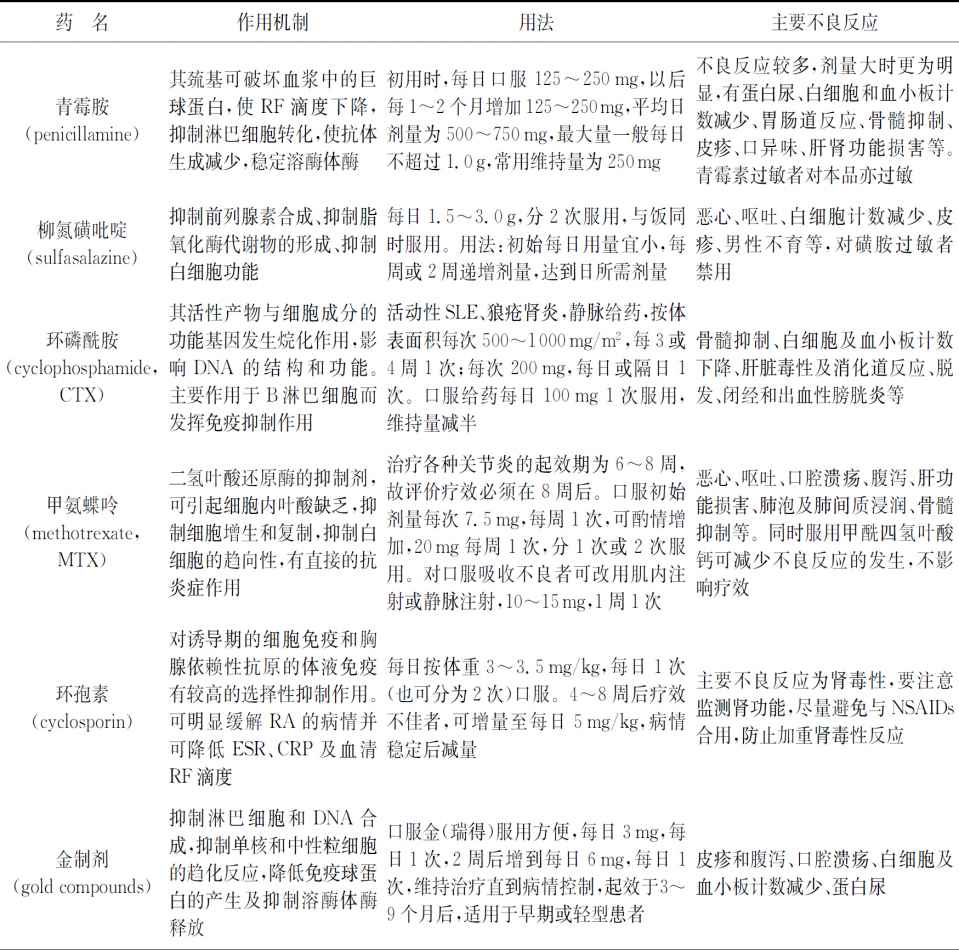 药 名 作用机制 用法 主要不良反应
青霉胺
（penicillamine）
其巯基可破坏血浆中的巨
球蛋白，使 RF 滴度下降，
抑制淋巴细胞转化，使抗体
生成减少，稳定溶酶体酶
初用时，每日口服 125～250 mg，以后
每 1～2 个月增加 125～250mg，平均日
剂量为 500～750 mg，最大量一般每日
不超过 1.0 g，常用维持量为 250 mg
不良反应较多，剂量大时更为明
显，有蛋白尿、白细胞和血小板计
数减少、胃肠道反应、骨髓抑制、
皮疹、口异味、肝肾功能损害等。
青霉素过敏者对本品亦过敏
柳氮磺吡啶
（sulfasalazine）
抑制前列腺素合成、抑制脂
氧化酶代谢物的形成、抑制
白细胞功能
每日 1.5～3.0 g，分 2 次服用，与饭同
时服用。用法：初始每日用量宜小，每
周或 2 周递增剂量，达到日所需剂量
恶心、呕吐、白细胞计数减少、皮
疹、男性不育等，对磺胺过敏者
禁用
环磷酰胺
（cyclophosphamide，
CTX）
其活性产物与细胞成分的
功能基因发生烷化作用，影
响 DNA 的结构和功能。
主要作用于 B 淋巴细胞而
发挥免疫抑制作用
活动性 SLE、狼疮肾炎，静脉给药，按体
表面积每次 500～1 000 mg/m²，每 3 或
4 周 1 次；每次 200 mg，每日或隔日 1
次。口服给药每日 100 mg 1 次服用，
维持量减半
骨髓抑制、白细胞及血小板计数
下降、肝脏毒性及消化道反应、脱
发、闭经和出血性膀胱炎等
甲氨蝶呤
（methotrexate，
MTX）
二氢叶酸还原酶的抑制剂，
可引起细胞内叶酸缺乏，抑
制细胞增生和复制，抑制白
细胞的趋向性，有直接的抗
炎症作用
治疗各种关节炎的起效期为 6～8 周，
故评价疗效必须在 8 周后。口服初始
剂量每次 7.5 mg，每周 1 次，可酌情增
加，20 mg 每周 1 次，分 1 次或 2 次服
用。对口服吸收不良者可改用肌内注
射或静脉注射，10～15 mg，1 周 1 次
恶心、呕吐、口腔溃疡、腹泻、肝功
能损害、肺泡及肺间质浸润、骨髓
抑制等。同时服用甲酰四氢叶酸
钙可减少不良反应的发生，不影
响疗效
环孢素
（cyclosporin）
对诱导期的细胞免疫和胸
腺依赖性抗原的体液免疫
有较高的选择性抑制作用。
可明显缓解 RA 的病情并
可降低 ESR、CRP 及血清
RF 滴度
每日按体重 3～3.5 mg/kg，每日 1 次
（也可分为 2 次）口服。4～8 周后疗效
不佳者，可增量至每日 5 mg/kg，病情
稳定后减量
主要不良反应为肾毒性，要注意
监测肾功能，尽量避免与 NSAIDs
合用，防止加重肾毒性反应
金制剂
（gold compounds）
抑制淋巴细胞和 DNA 合
成，抑制单核和中性粒细胞
的趋化反应，降低免疫球蛋
白的产生及抑制溶酶体酶
释放
口服金（瑞得）服用方便，每日 3 mg，每
日 1 次，2 周后增到每日 6 mg，每日 1
次，维持治疗直到病情控制，起效于 3～
9 个月后，适用于早期或轻型患者
皮疹和腹泻、口腔溃疡、白细胞及
血小板计数减少、蛋白尿